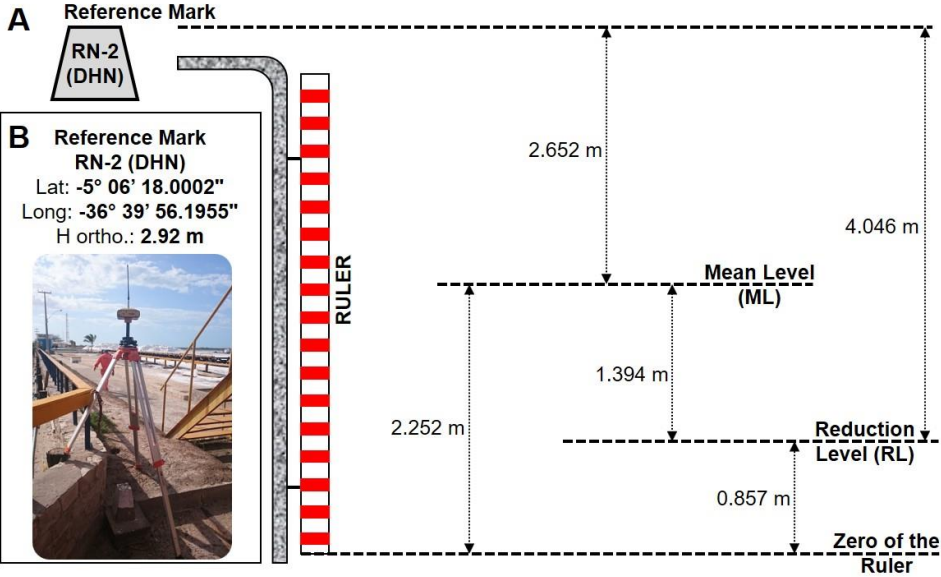 A
Reference Mark
RN-2
(DHN)
B
Reference Mark
RN-2 (DHN)
Lat: -5° 06’ 18.0002"
Long: -36° 39’ 56.1955"
H ortho.: 2.92 m
RULER
2.652 m
4.046 m
Mean Level
(ML)
1.394 m
2.252 m
Reduction
Level (RL)
0.857 m
Zero of the
Ruler